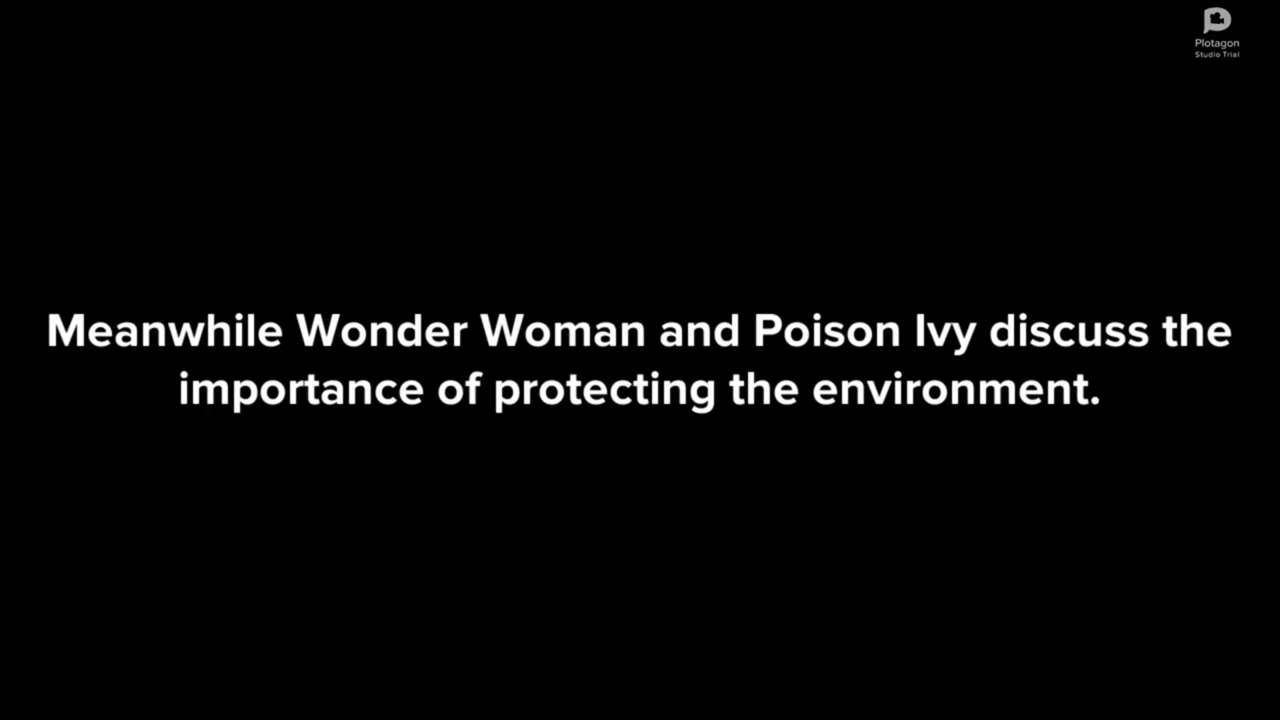 Plotagon
Studio Trial
Meanwhile Wonder Woman and Poison Ivy discuss the
importance of protecting the environment.